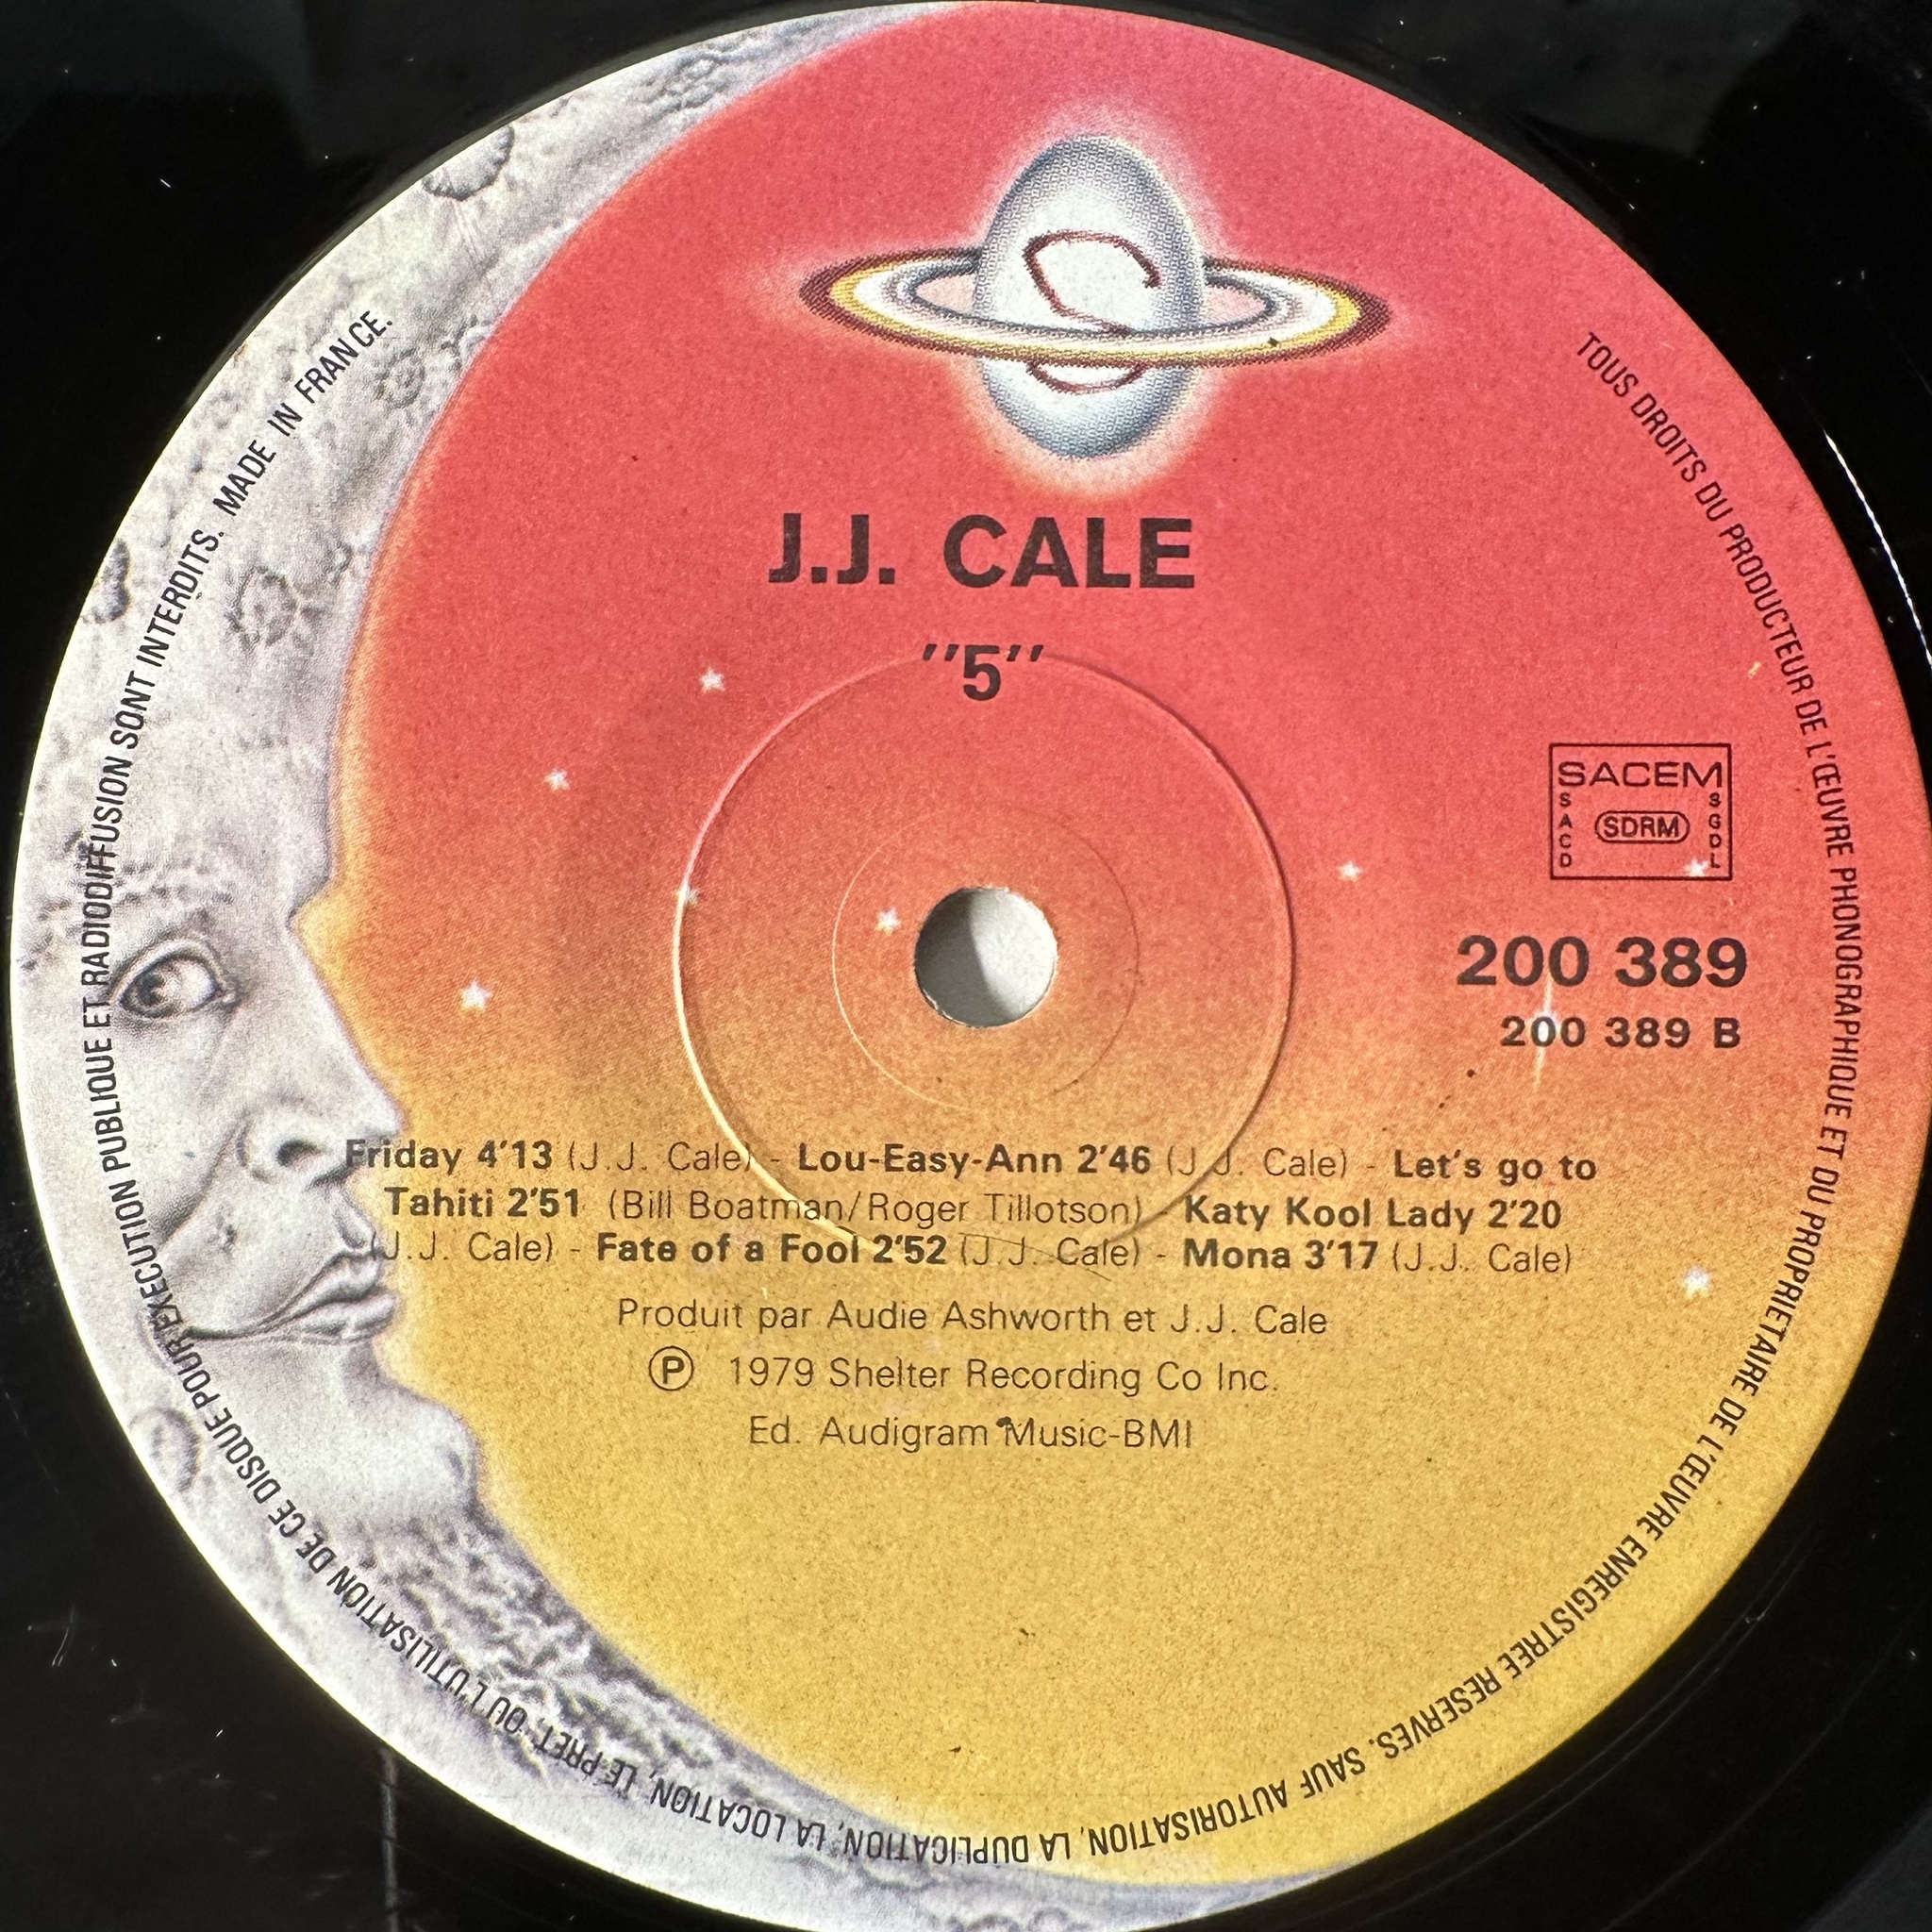 J.J. CALE
"5"
SACEM
SACD
SDRM
SGDL
200 389
200 389 B
Friday 4'13 (J.J. Cale) - Lou-Easy-Ann 2'46 (J.J. Cale) - Let's go to
Tahiti 2'51 (Bill Boatman/Roger Tillotson) - Katy Kool Lady 2'20
(J.J. Cale) - Fate of a Fool 2'52 (J.J. Cale) - Mona 3'17 (J.J. Cale)
Produit par Audie Ashworth et J.J. Cale
Ⓟ 1979 Shelter Recording Co Inc.
Ed. Audigram Music-BMI
TOUS DROITS DU PRODUCTEUR DE L'ŒUVRE PHONOGRAPHIQUE ET DU PROPRIETAIRE DE L'ŒUVRE ENREGISTREE RESERVES. SAUF AUTORISATION, LA DUPLICATION, LA LOCATION, LE PRET, OU L'UTILISATION DE CE DISQUE POUR EXECUTION PUBLIQUE ET RADIODIFFUSION SONT INTERDITS. MADE IN FRANCE.